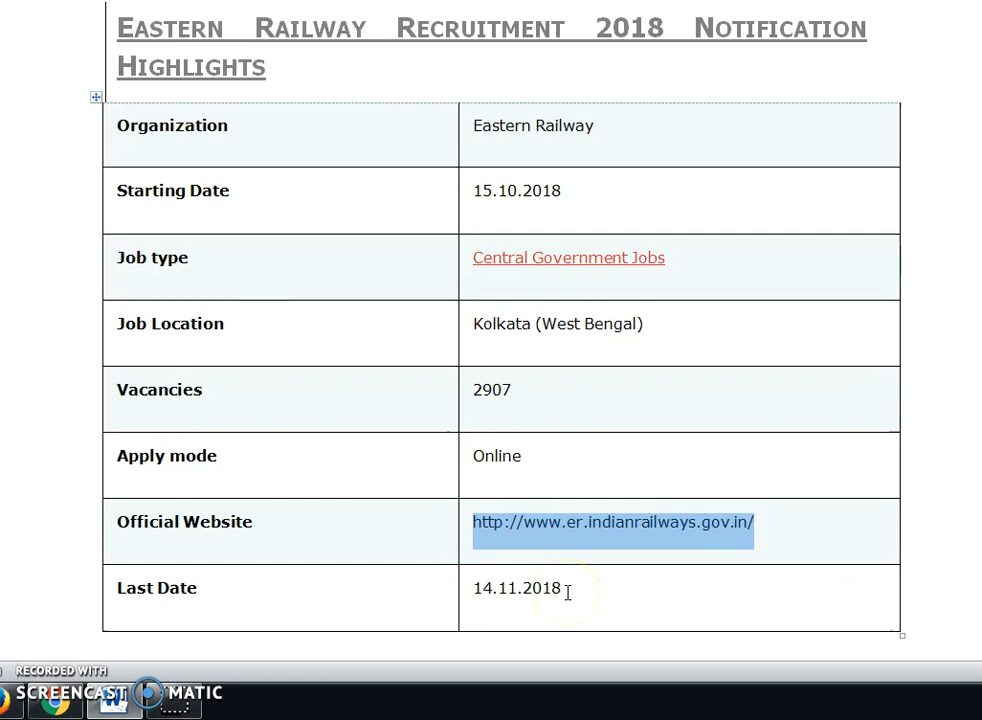 EASTERN RAILWAY RECRUITMENT 2018 NOTIFICATION
HIGHLIGHTS
Organization Eastern Railway
Starting Date 15.10.2018
Job type Central Government Jobs
Job Location Kolkata (West Bengal)
Vacancies 2907
Apply mode Online
Official Website http://www.er.indianrailways.gov.in/
Last Date 14.11.2018
RECORDED WITH
SCREENCAST MATIC